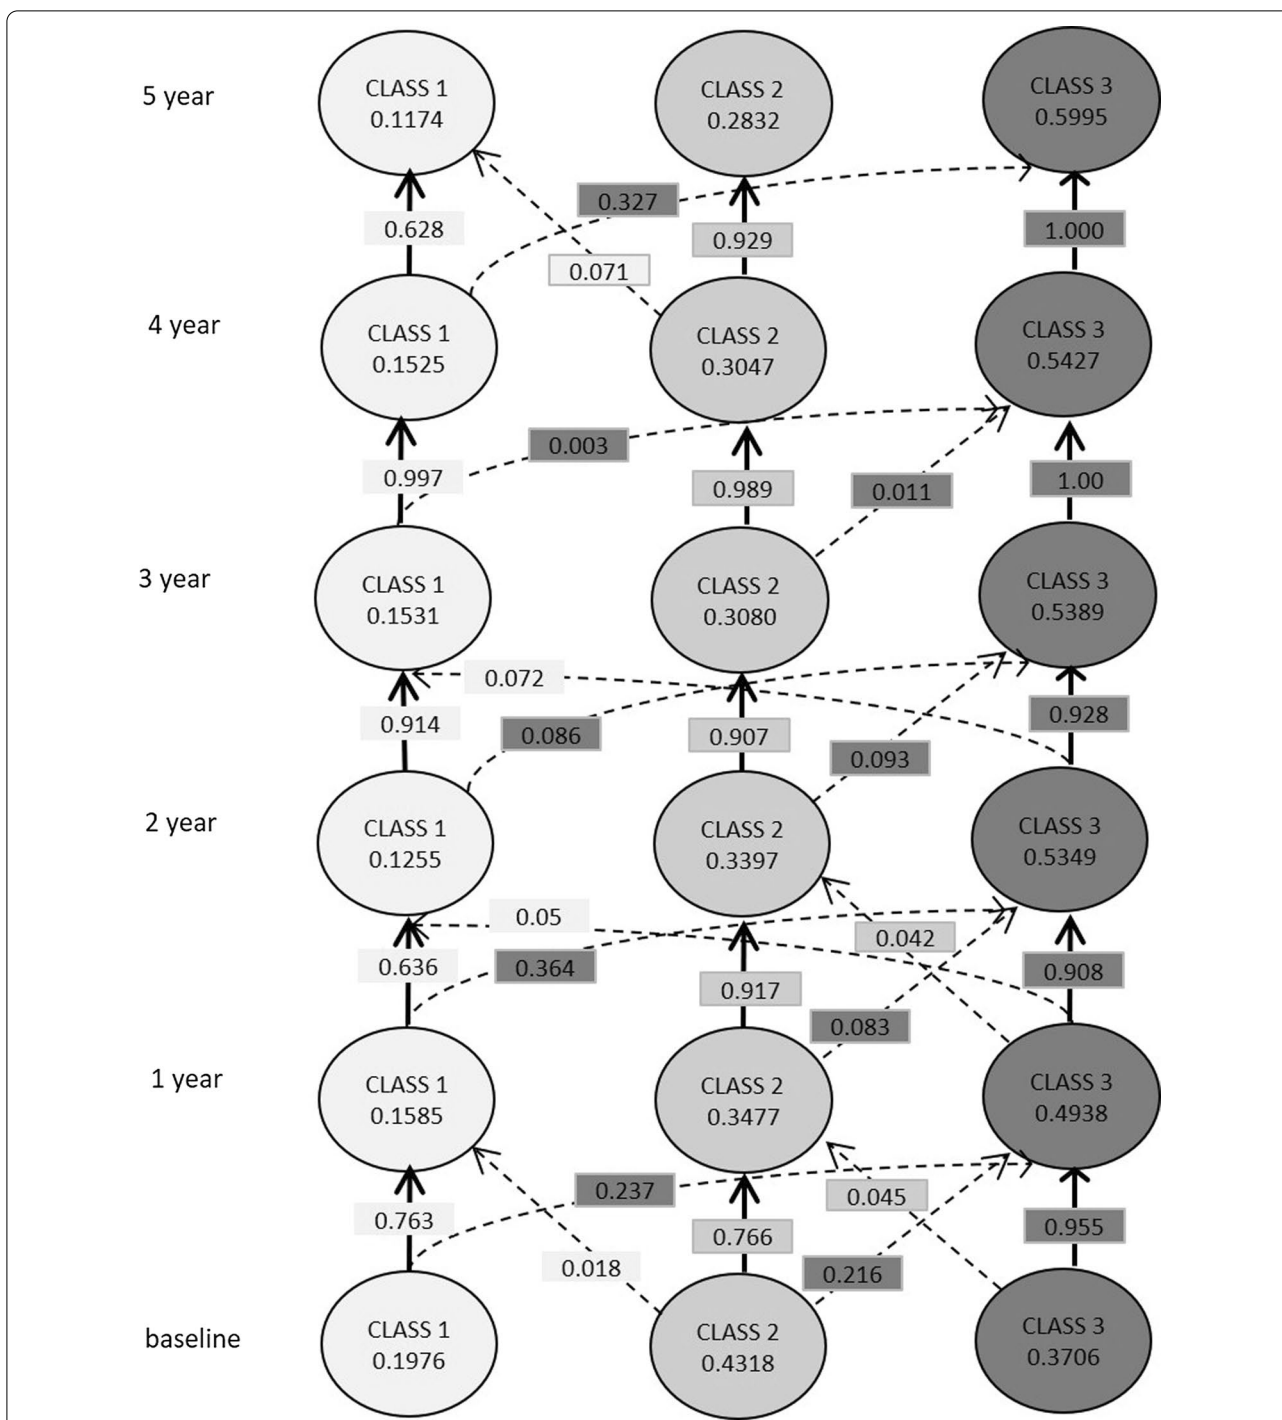 5 year
CLASS 1
0.1174
CLASS 2
0.2832
CLASS 3
0.5995
0.327
0.628
0.929
1.000
0.071
4 year
CLASS 1
0.1525
CLASS 2
0.3047
CLASS 3
0.5427
0.003
0.997
0.989
0.011
1.00
3 year
CLASS 1
0.1531
CLASS 2
0.3080
CLASS 3
0.5389
0.072
0.914
0.086
0.907
0.093
0.928
2 year
CLASS 1
0.1255
CLASS 2
0.3397
CLASS 3
0.5349
0.05
0.042
0.636
0.364
0.908
0.917
0.083
1 year
CLASS 1
0.1585
CLASS 2
0.3477
CLASS 3
0.4938
0.237
0.045
0.763
0.766
0.955
0.018
0.216
baseline
CLASS 1
0.1976
CLASS 2
0.4318
CLASS 3
0.3706